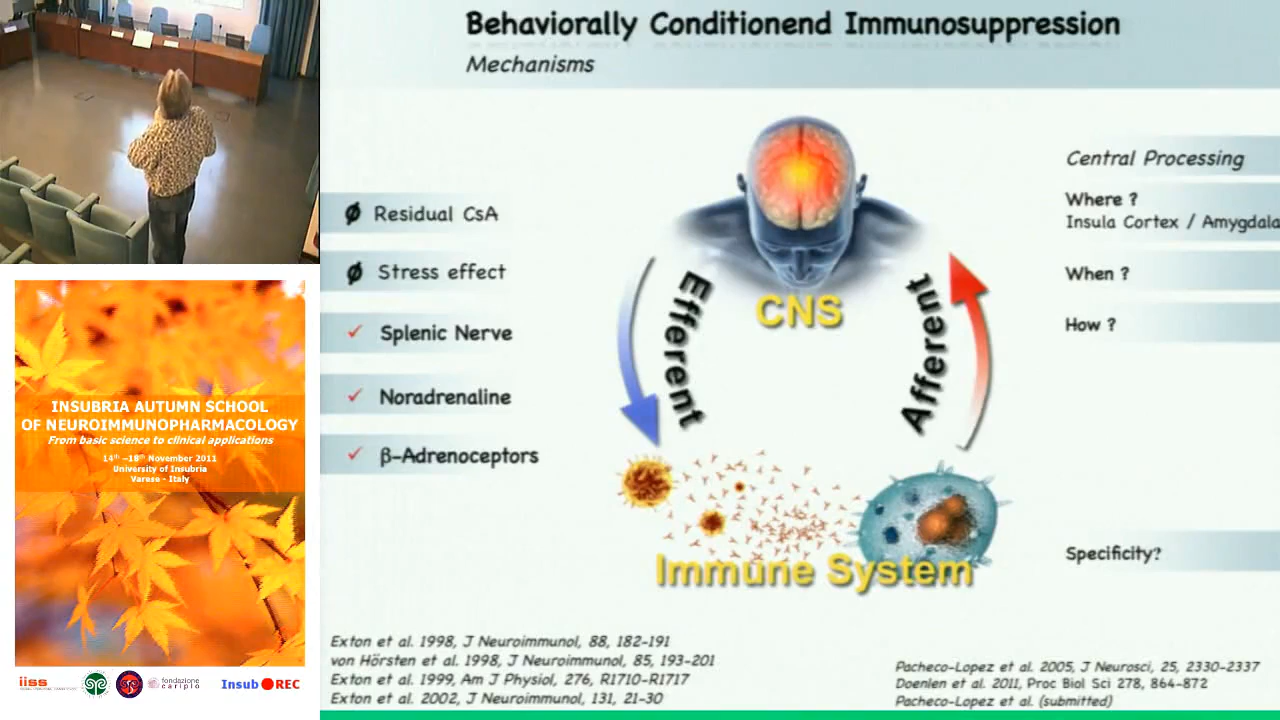 Behaviorally Conditionend Immunosuppression
Mechanisms
Ø Residual CsA
Ø Stress effect
✓ Splenic Nerve
✓ Noradrenaline
✓ β-Adrenoceptors
Efferent
CNS
Afferent
Immune System
Central Processing
Where ?
Insula Cortex / Amygdala
When ?
How ?
Specificity?
Exton et al. 1998, J Neuroimmunol, 88, 182-191
von Hörsten et al. 1998, J Neuroimmunol, 85, 193-201
Exton et al. 1999, Am J Physiol, 276, R1710-R1717
Exton et al. 2002, J Neuroimmunol, 131, 21-30
Pacheco-Lopez et al. 2005, J Neurosci, 25, 2330-2337
Doenlen et al. 2011, Proc Biol Sci 278, 864-872
Pacheco-Lopez et al. (submitted)
INSUBRIA AUTUMN SCHOOL
OF NEUROIMMUNOPHARMACOLOGY
From basic science to clinical applications
14th –18th November 2011
University of Insubria
Varese - Italy
iiss
fondazione
cariplo
Insub REC